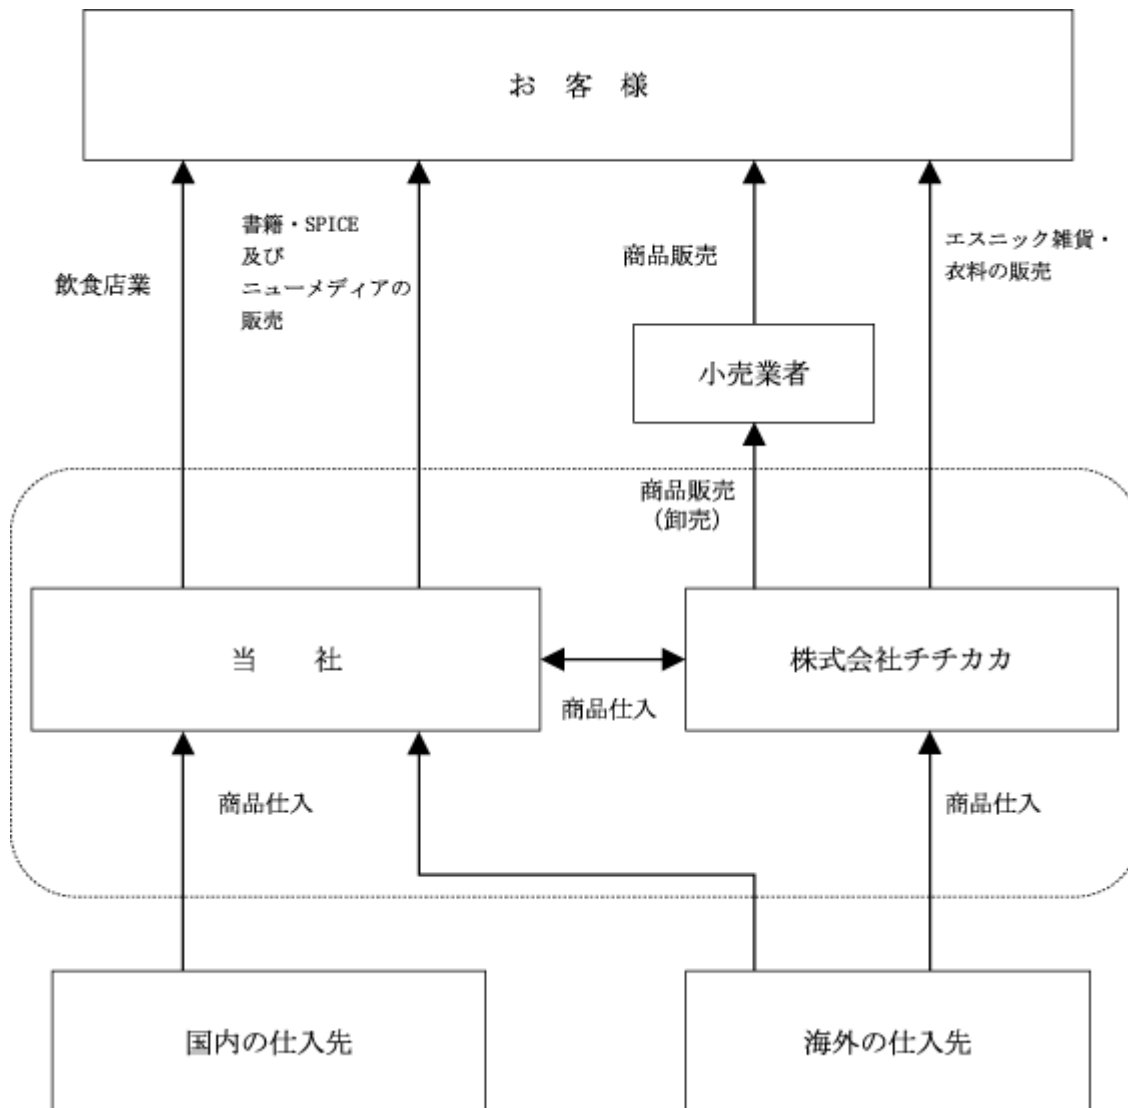 お 客 様
飲食店業
書籍・SPICE
及び
ニューメディアの
販売
商品販売
エスニック雑貨・
衣料の販売
小売業者
商品販売
(卸売)
当 社
商品仕入
株式会社チチカカ
商品仕入
商品仕入
国内の仕入先
海外の仕入先